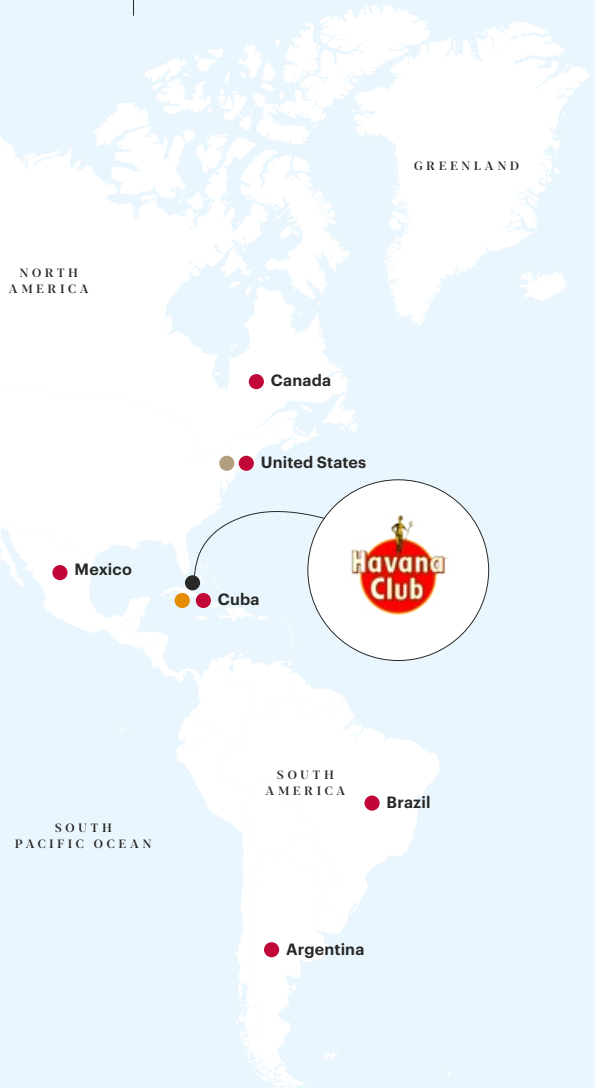 GREENLAND
NORTH
AMERICA
Canada
United States
Havana
Club
Mexico
Cuba
SOUTH
AMERICA
Brazil
SOUTH
PACIFIC OCEAN
Argentina